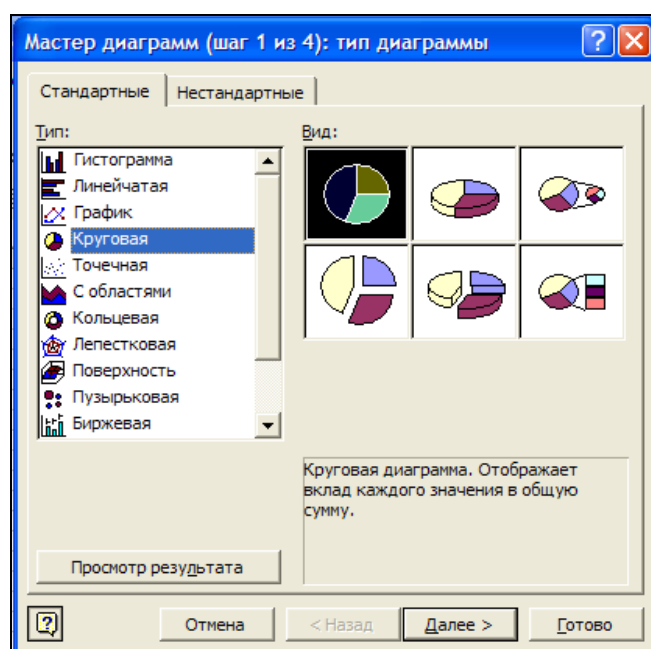 Мастер диаграмм (шаг 1 из 4): тип диаграммы
Стандартные
Нестандартные
Тип:
Вид:
Гистограмма
Линейчатая
График
Круговая
Точечная
С областями
Кольцевая
Лепестковая
Поверхность
Пузырьковая
Биржевая
Круговая диаграмма. Отображает
вклад каждого значения в общую
сумму.
Просмотр результата
Отмена
< Назад
Далее >
Готово